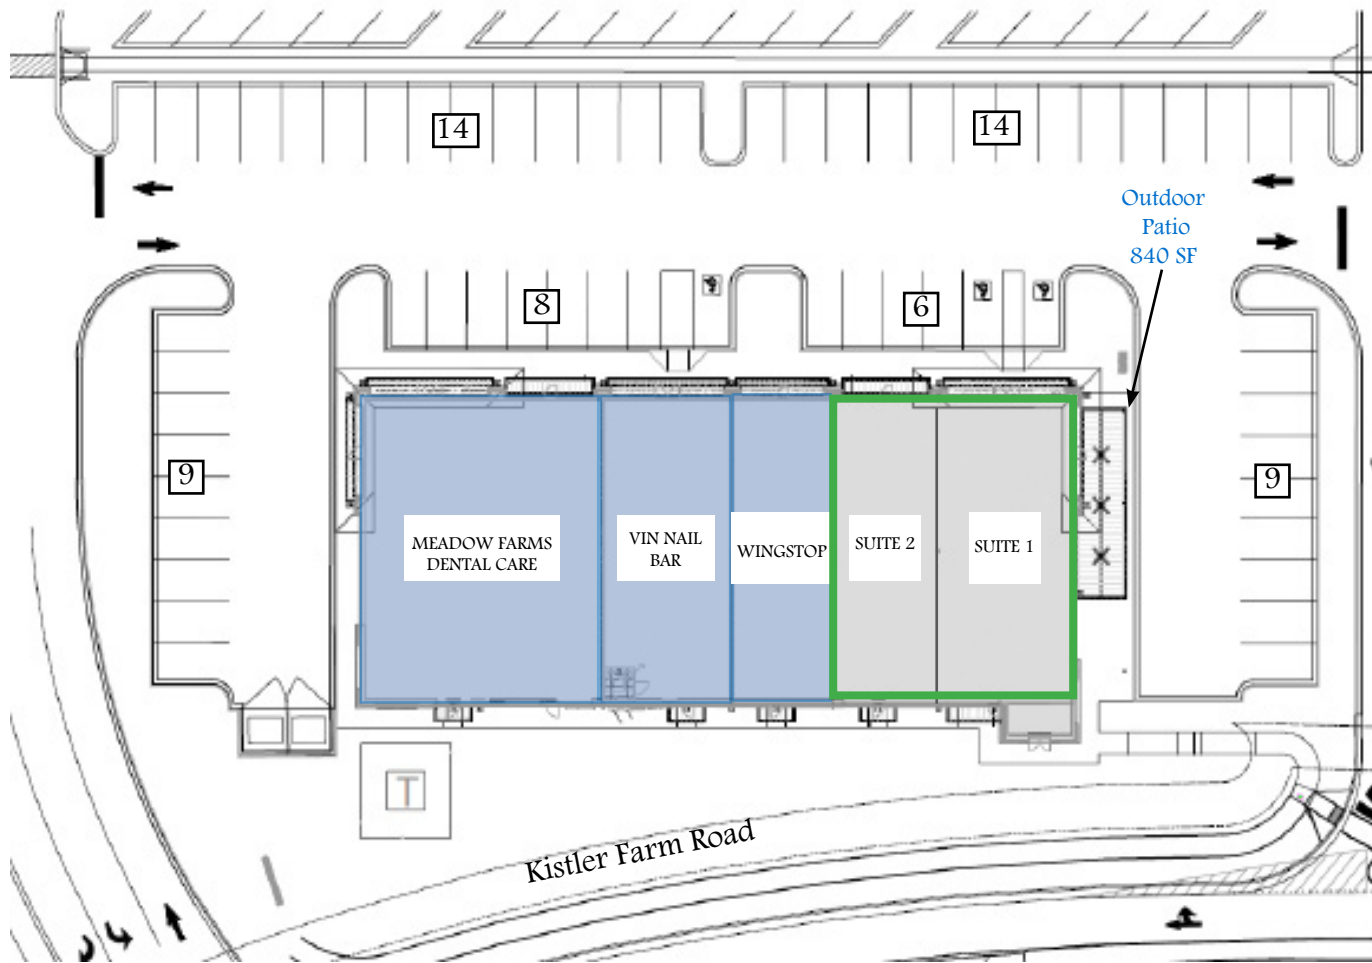 14
14
Outdoor
Patio
840 SF
8
6
9
9
MEADOW FARMS
DENTAL CARE
VIN NAIL
BAR
WINGSTOP
SUITE 2
SUITE 1
T
Kistler Farm Road